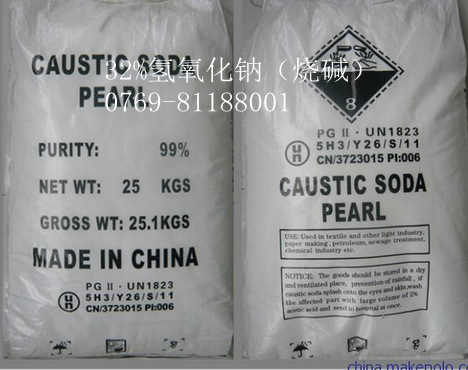 CAUSTIC SODA
PEARL
32%氢氧化钠（烧碱）
0769-81188001
PURITY: 99%
NET WT: 25 KGS
GROSS WT: 25.1KGS
MADE IN CHINA
un
PG II · UN1823
5H3/Y26/S/11
CN/3723015 PI:006
8
un
PG II · UN1823
5H3/Y26/S/11
CN/3723015 PI:006
CAUSTIC SODA
PEARL
USE: Used in textile and other light industry,
paper making, petroleum, sewage treatment,
chemical industry etc.
NOTICE: The goods should be stored in a dry
and ventilated place, prevention of rainfall, if
caustic soda splash onto the eyes and skin,wash
the affected part with large volume of 2%
acetic acid and send to hospital at once.
china.makepolo.com